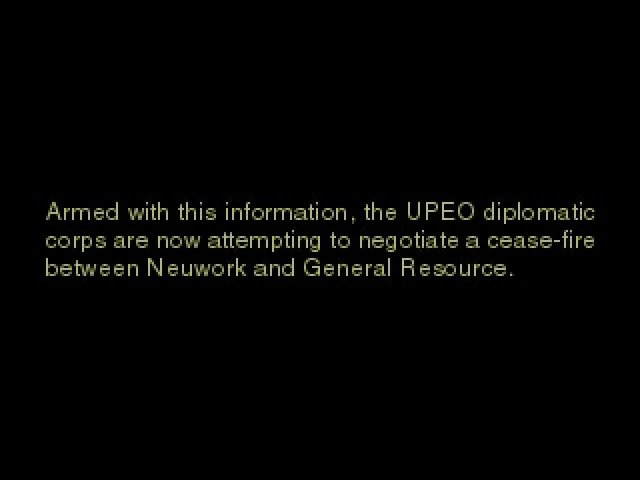 Armed with this information, the UPEO diplomatic
corps are now attempting to negotiate a cease-fire
between Neuwork and General Resource.